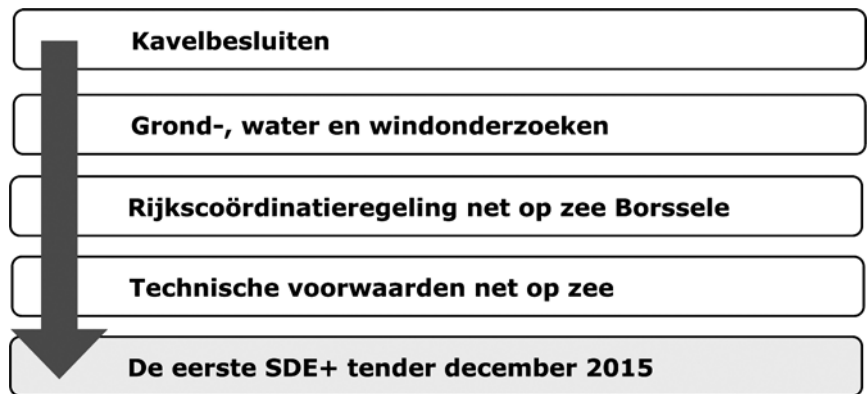 Kavelbesluiten
Grond-, water en windonderzoeken
Rijkscoördinatieregeling net op zee Borssele
Technische voorwaarden net op zee
De eerste SDE+ tender december 2015